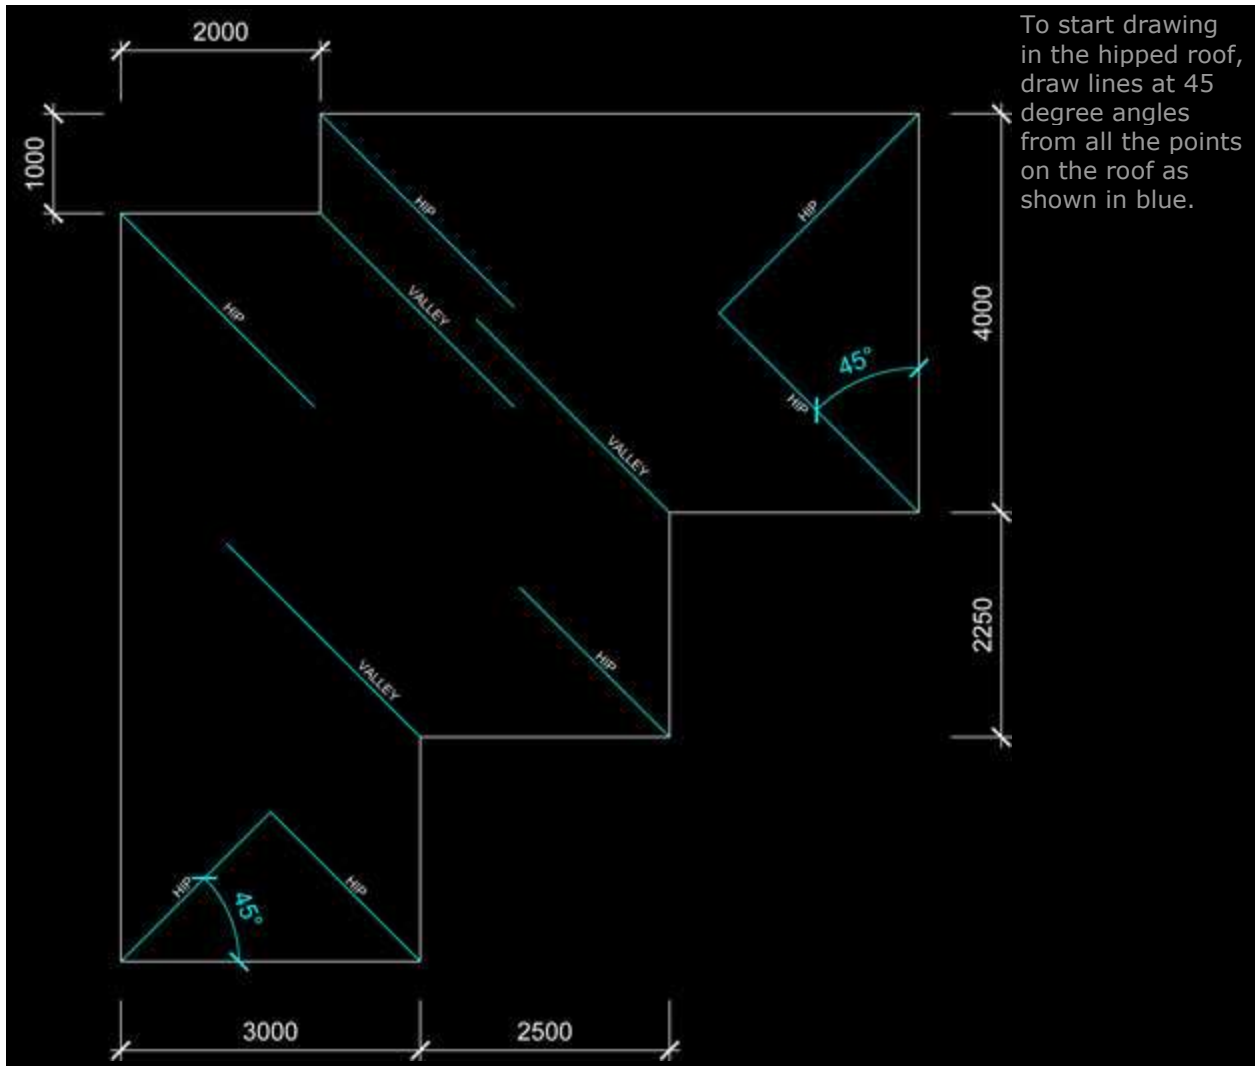 2000
To start drawing
in the hipped roof,
draw lines at 45
degree angles
from all the points
on the roof as
shown in blue.
1000
HIP
HIP
VALLEY
HIP
4000
45°
HIP
VALLEY
2250
HIP
VALLEY
HIP
HIP
45°
3000
2500